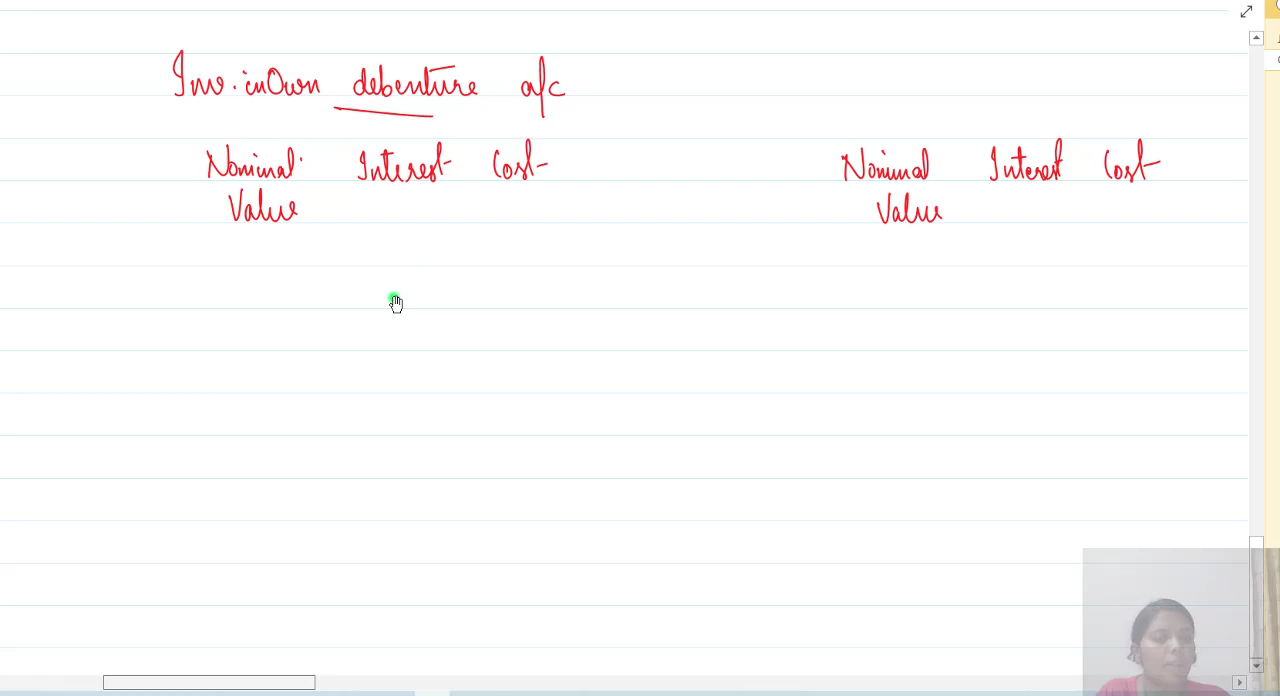 Inv. in Own debenture a/c
Nominal Interest Cost Nominal Interest Cost
Value Value